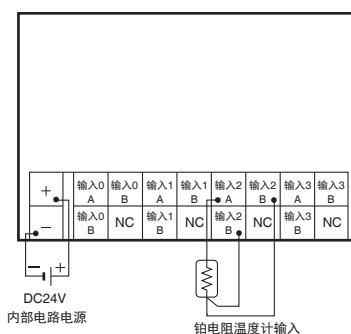 + 输入0 A 输入0 B 输入1 A 输入1 B 输入2 A 输入2 B 输入3 A 输入3 B
− 输入0 B NC 输入1 B NC 输入2 B NC 输入3 B NC
− +
DC24V
内部电路电源
铂电阻温度计输入